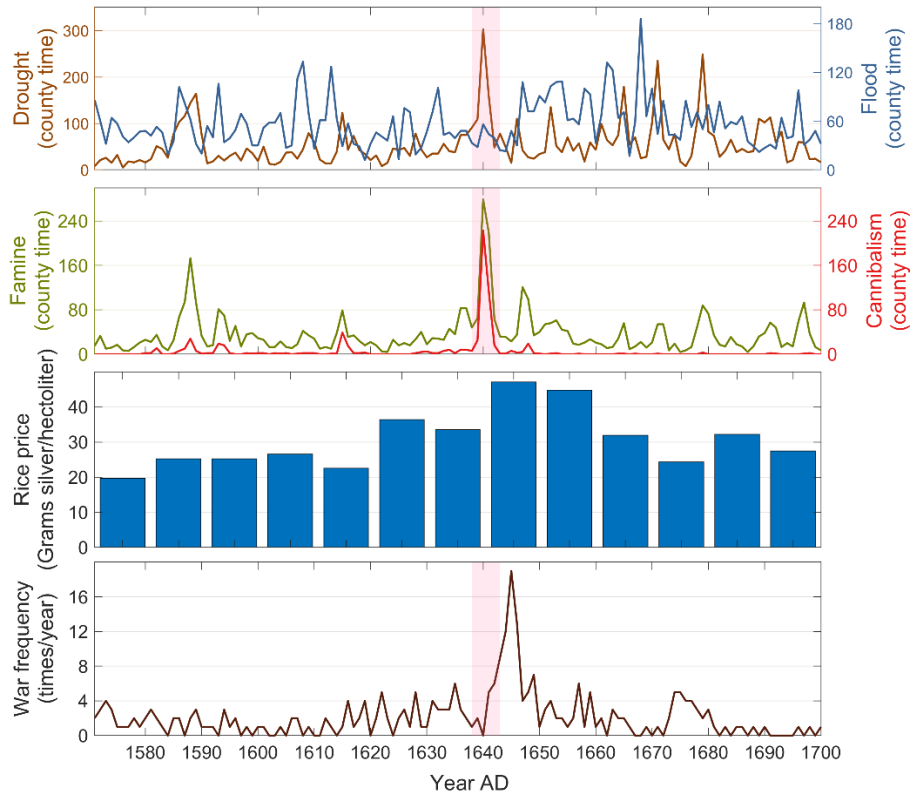 Drought
(county time)
300
200
100
0
180
120
60
0
Flood
(county time)
Famine
(county time)
240
160
80
0
240
160
80
0
Cannibalism
(county time)
Rice price
(Grams silver/hectoliter)
40
30
20
10
0
War frequency
(times/year)
16
12
8
4
0
1580 1590 1600 1610 1620 1630 1640 1650 1660 1670 1680 1690 1700
Year AD